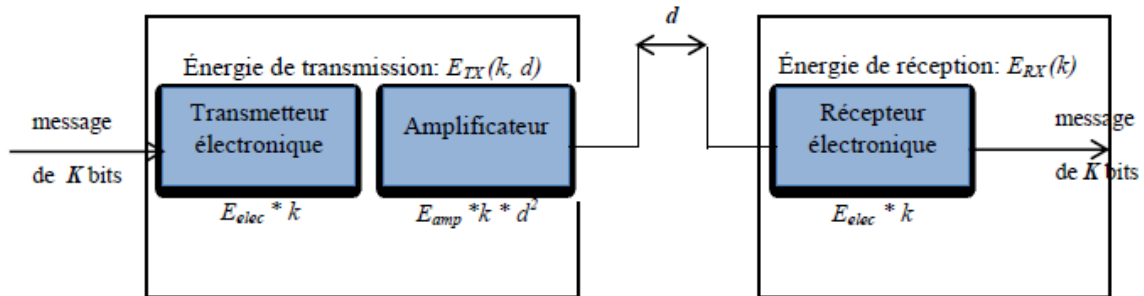 d
Énergie de transmission: E_TX(k, d)
Énergie de réception: E_RX(k)
message
de K bits
Transmetteur
électronique
Amplificateur
Récepteur
électronique
message
de K bits
E_elec * k
E_amp *k * d²
E_elec * k